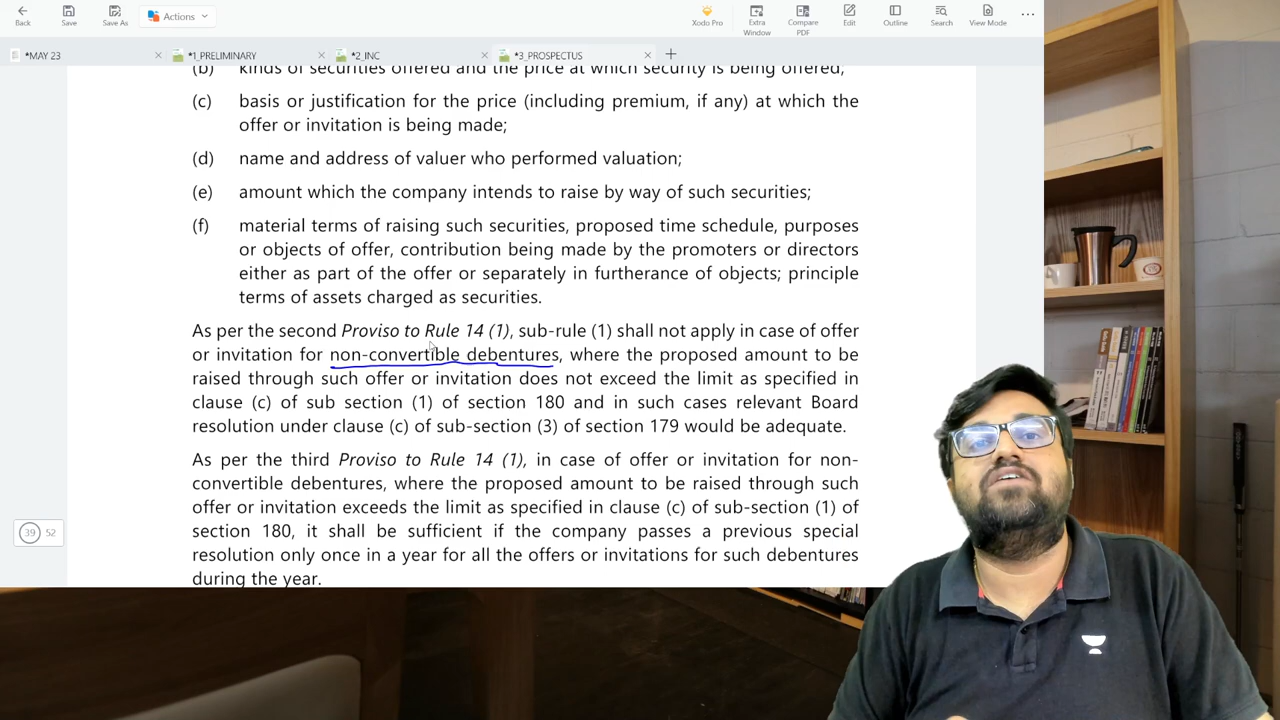 Back
Save
Save As
Actions
Xodo Pro
Extra
Window
Compare
PDF
Edit
Outline
Search
View Mode
*MAY 23
*1_PRELIMINARY
*2_INC
*3_PROSPECTUS
(b) kinds of securities offered and the price at which security is being offered;
(c) basis or justification for the price (including premium, if any) at which the
offer or invitation is being made;
(d) name and address of valuer who performed valuation;
(e) amount which the company intends to raise by way of such securities;
(f) material terms of raising such securities, proposed time schedule, purposes
or objects of offer, contribution being made by the promoters or directors
either as part of the offer or separately in furtherance of objects; principle
terms of assets charged as securities.
As per the second Proviso to Rule 14 (1), sub-rule (1) shall not apply in case of offer
or invitation for non-convertible debentures, where the proposed amount to be
raised through such offer or invitation does not exceed the limit as specified in
clause (c) of sub section (1) of section 180 and in such cases relevant Board
resolution under clause (c) of sub-section (3) of section 179 would be adequate.
As per the third Proviso to Rule 14 (1), in case of offer or invitation for non-
convertible debentures, where the proposed amount to be raised through such
offer or invitation exceeds the limit as specified in clause (c) of sub-section (1) of
section 180, it shall be sufficient if the company passes a previous special
resolution only once in a year for all the offers or invitations for such debentures
during the year.
39 52